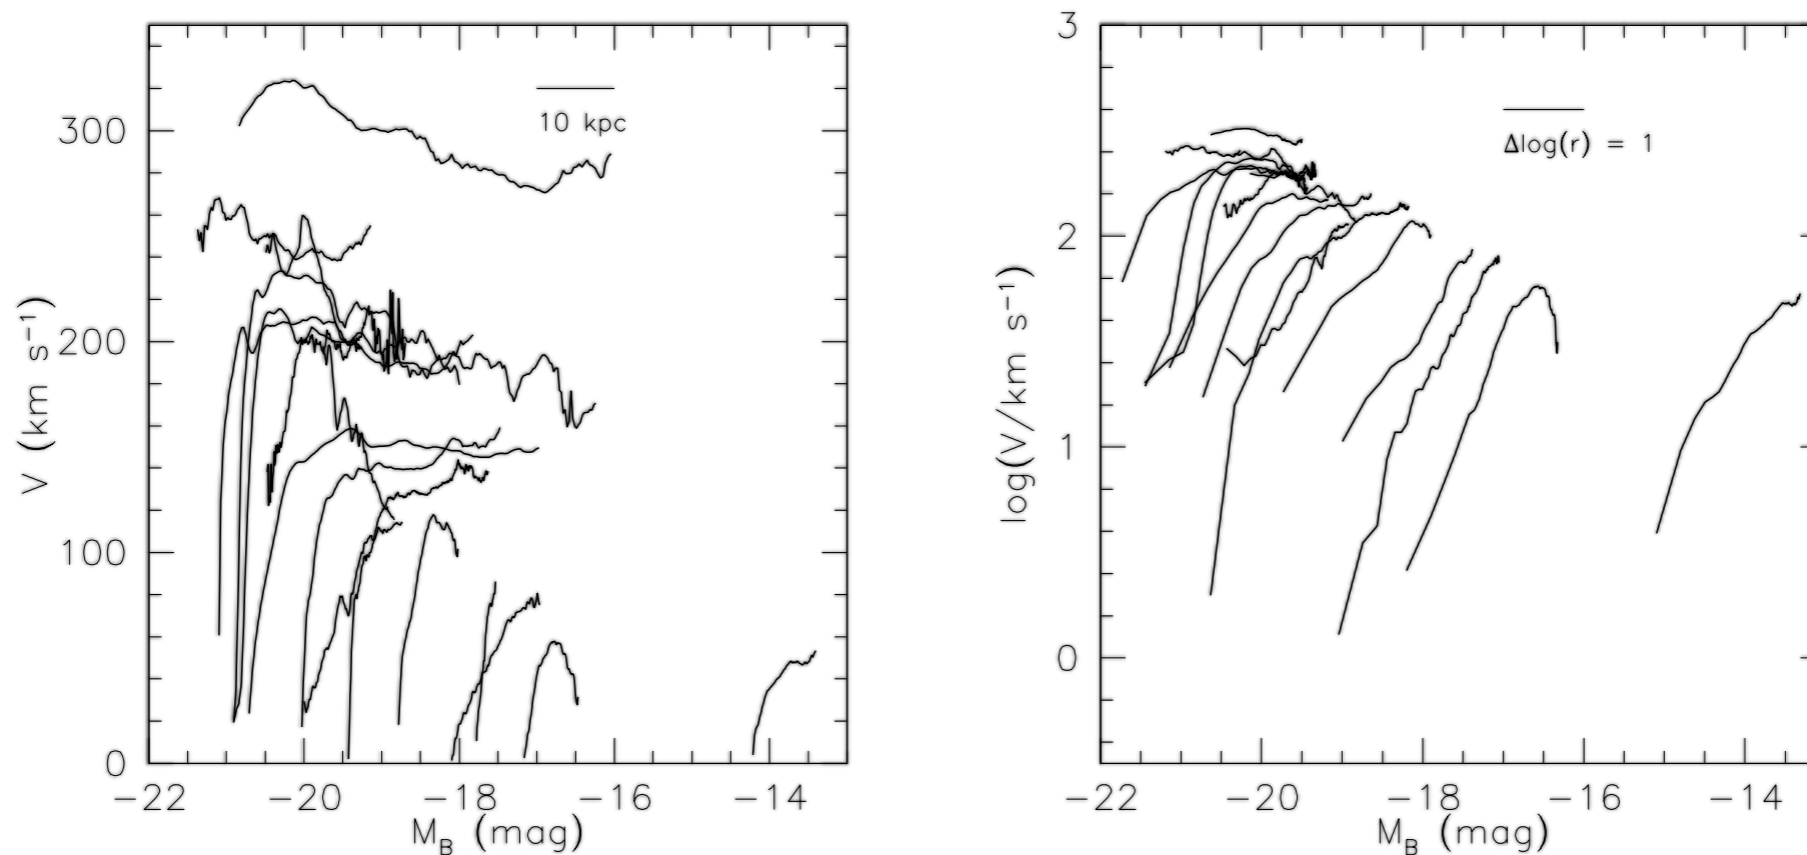 300
200
100
0
V (km s⁻¹)
10 kpc
−22 −20 −18 −16 −14
M_B (mag)
3
2
1
0
log(V/km s⁻¹)
Δlog(r) = 1
−22 −20 −18 −16 −14
M_B (mag)